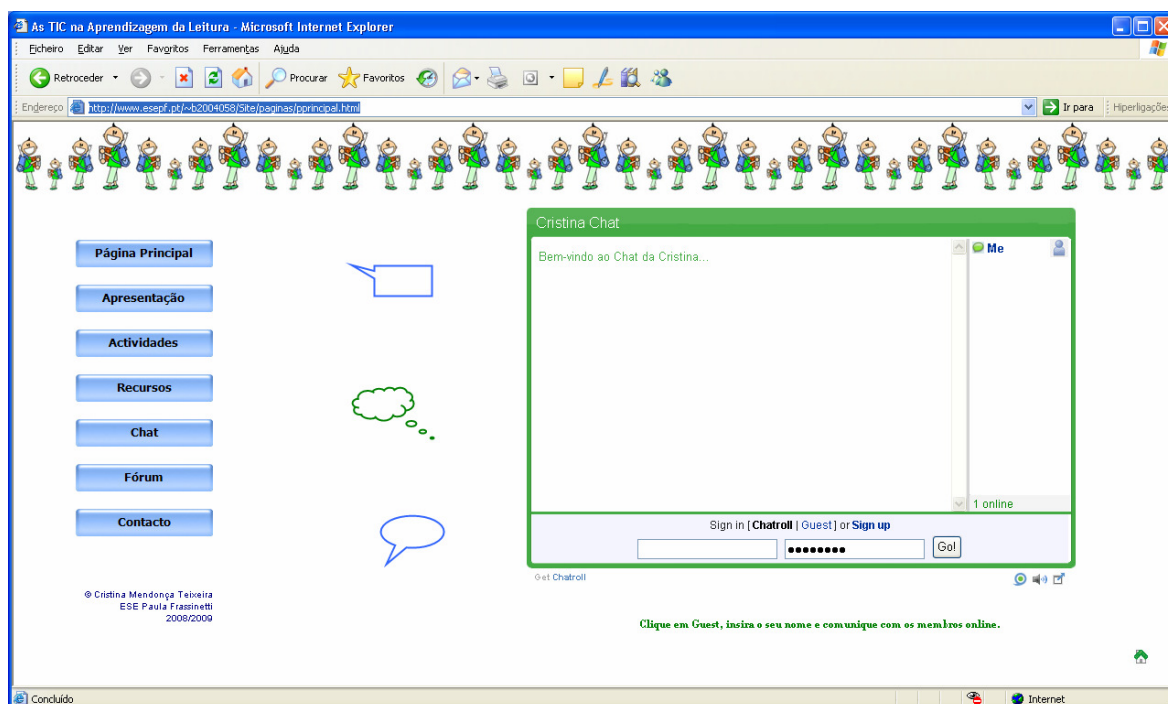 As TIC na Aprendizagem da Leitura - Microsoft Internet Explorer
Ficheiro Editar Ver Favoritos Ferramentas Ajuda
Retroceder Procurar Favoritos
Endereço http://www.esepf.pt/~b2004058/Site/paginas/pprincipal.html Ir para Hiperligações
Cristina Chat
Bem-vindo ao Chat da Cristina...
Me
1 online
Sign in [Chatroll | Guest] or Sign up
Go!
Get Chatroll
Clique em Guest, insira o seu nome e comunique com os membros online.
Página Principal
Apresentação
Actividades
Recursos
Chat
Fórum
Contacto
© Cristina Mendonça Teixeira
ESE Paula Frassinetti
2008/2009
Concluído Internet